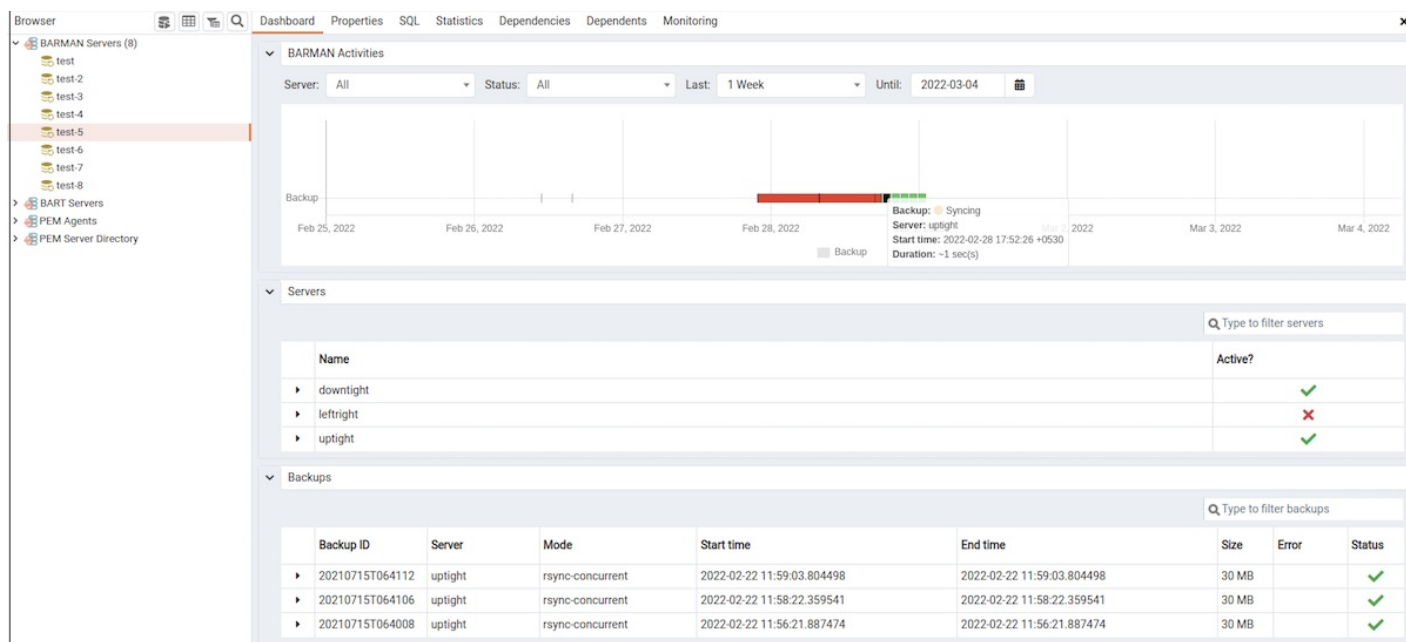 Browser
Dashboard Properties SQL Statistics Dependencies Dependents Monitoring
BARMAN Servers (8)
test
test-2
test-3
test-4
test-5
test-6
test-7
test-8
BART Servers
PEM Agents
PEM Server Directory
BARMAN Activities
Server: All Status: All Last: 1 Week Until: 2022-03-04
Backup
Feb 25, 2022 Feb 26, 2022 Feb 27, 2022 Feb 28, 2022 Mar 2, 2022 Mar 3, 2022 Mar 4, 2022
Backup: Syncing
Server: uptight
Start time: 2022-02-28 17:52:26 +0530
Duration: ~1 sec(s)
Backup
Servers
Type to filter servers
Name Active?
downtight
leftright
uptight
Backups
Type to filter backups
Backup ID Server Mode Start time End time Size Error Status
20210715T064112 uptight rsync-concurrent 2022-02-22 11:59:03.804498 2022-02-22 11:59:03.804498 30 MB
20210715T064106 uptight rsync-concurrent 2022-02-22 11:58:22.359541 2022-02-22 11:58:22.359541 30 MB
20210715T064008 uptight rsync-concurrent 2022-02-22 11:56:21.887474 2022-02-22 11:56:21.887474 30 MB